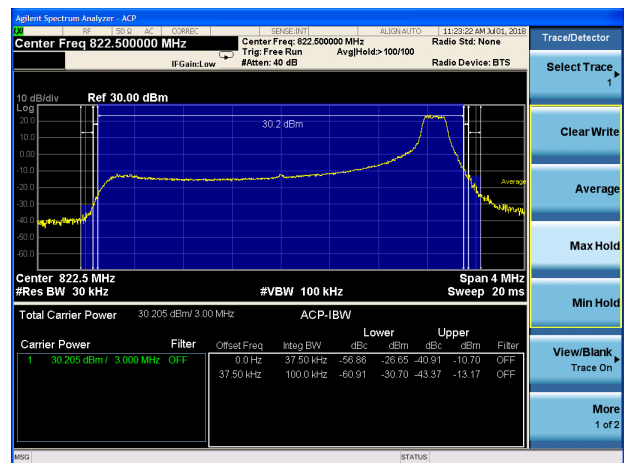 Agilent Spectrum Analyzer - ACP
RF 50 Ω AC CORREC SENSE:INT ALIGN AUTO 11:23:22 AM Jul 01, 2018
Center Freq 822.500000 MHz
Center Freq: 822.500000 MHz
Radio Std: None
Trig: Free Run Avg|Hold:> 100/100
IFGain:Low
#Atten: 40 dB
Radio Device: BTS
10 dB/div Ref 30.00 dBm
Log
20.0
10.0
0.00
-10.0
-20.0
-30.0
-40.0
-50.0
-60.0
30.2 dBm
Average
Center 822.5 MHz
Span 4 MHz
#Res BW 30 kHz
#VBW 100 kHz
Sweep 20 ms
Total Carrier Power 30.205 dBm/ 3.00 MHz
ACP-IBW
Lower Upper
Carrier Power Filter
Offset Freq Integ BW dBc dBm dBc dBm Filter
1 30.205 dBm / 3.000 MHz OFF
0.0 Hz 37.50 kHz -56.86 -26.65 -40.91 -10.70 OFF
37.50 kHz 100.0 kHz -60.91 -30.70 -43.37 -13.17 OFF
MSG
STATUS
Trace/Detector
Select Trace
1
Clear Write
Average
Max Hold
Min Hold
View/Blank
Trace On
More
1 of 2